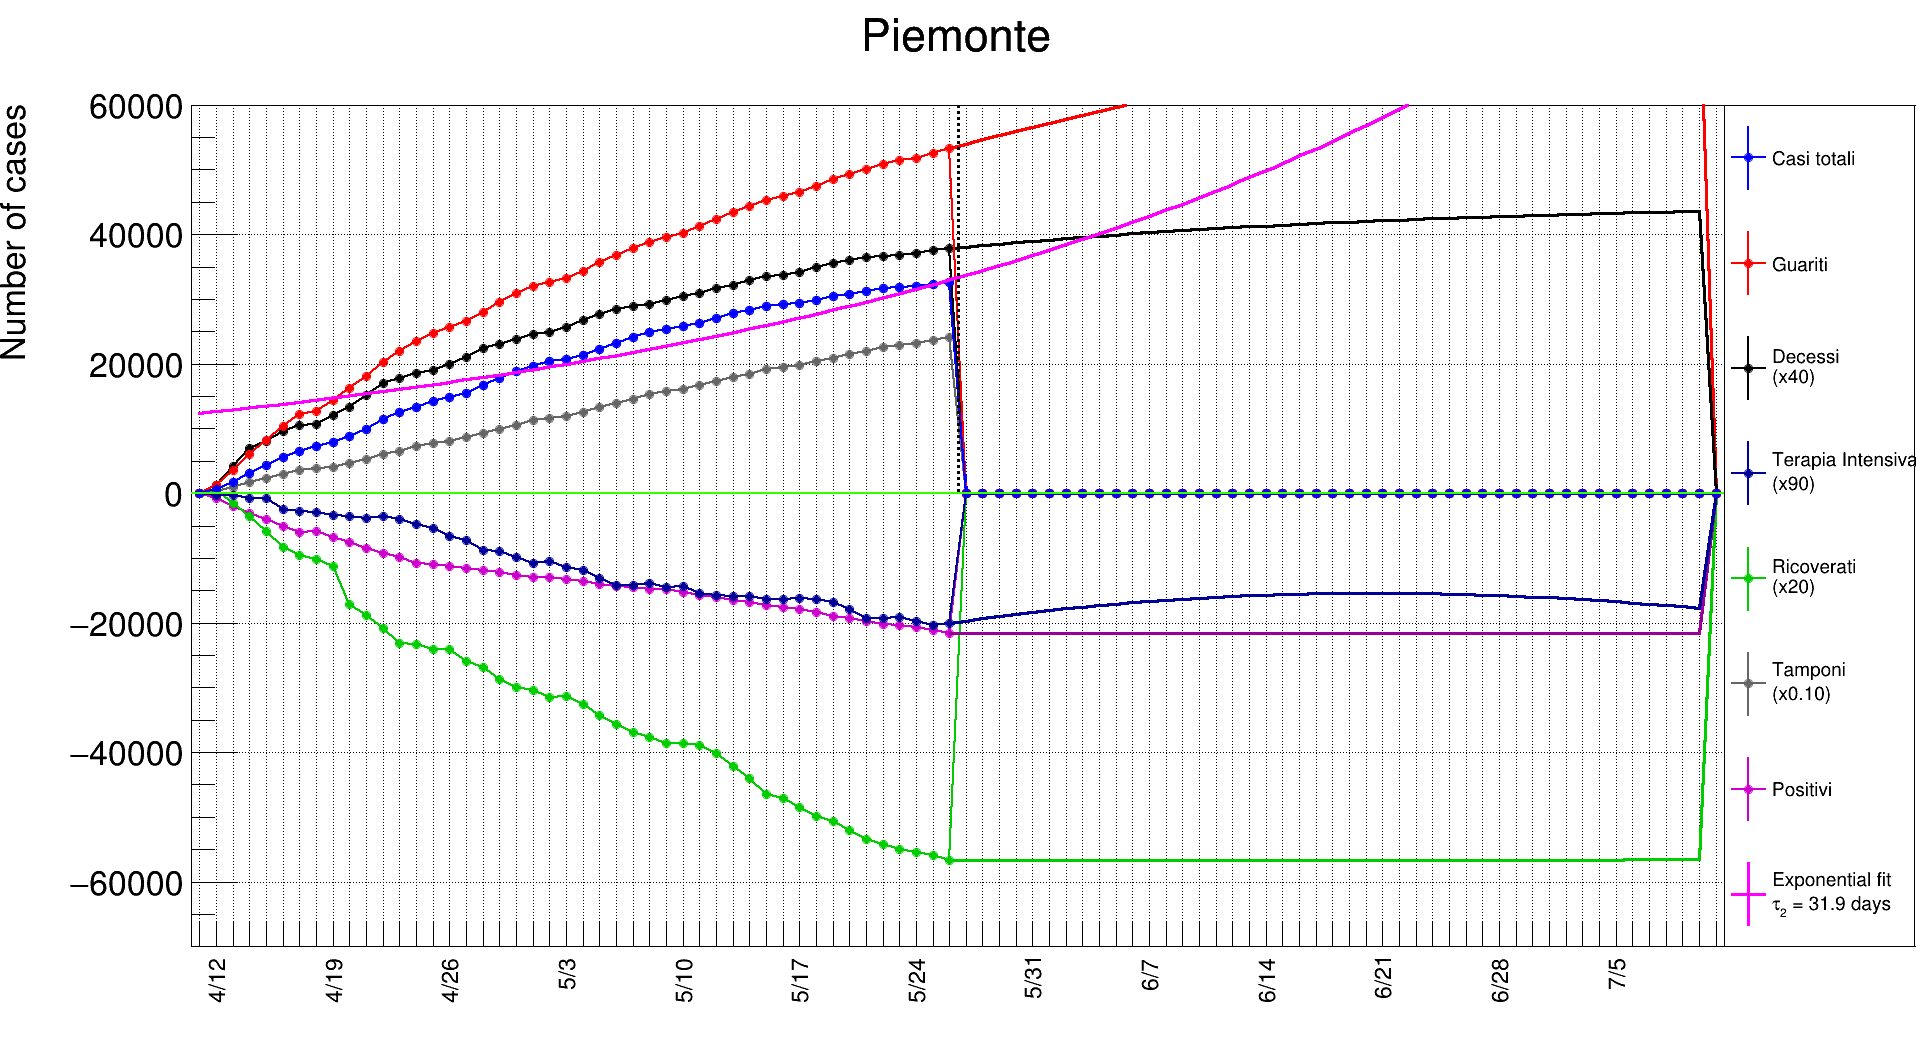 Piemonte
Number of cases
60000
40000
20000
0
−20000
−40000
−60000
4/12
4/19
4/26
5/3
5/10
5/17
5/24
5/31
6/7
6/14
6/21
6/28
7/5
Casi totali
Guariti
Decessi
(x40)
Terapia Intensiva
(x90)
Ricoverati
(x20)
Tamponi
(x0.10)
Positivi
Exponential fit
τ2 = 31.9 days